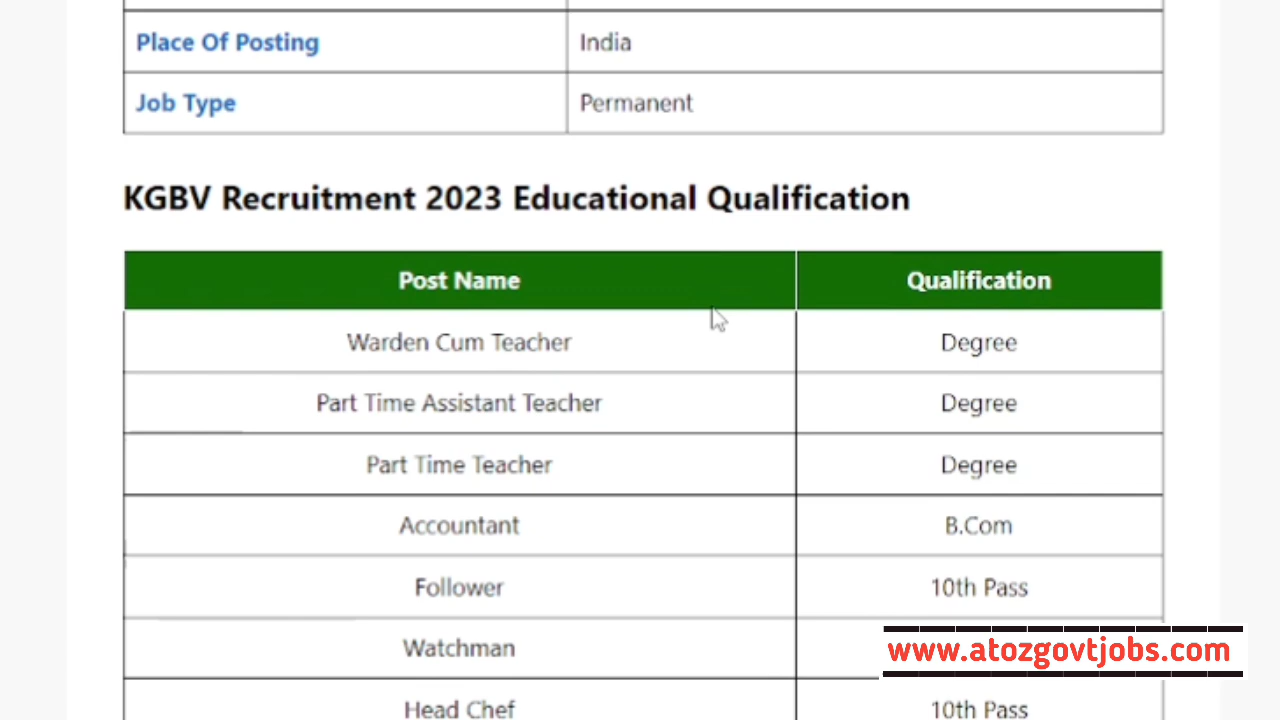 Place Of Posting India
Job Type Permanent
KGBV Recruitment 2023 Educational Qualification
Post Name Qualification
Warden Cum Teacher Degree
Part Time Assistant Teacher Degree
Part Time Teacher Degree
Accountant B.Com
Follower 10th Pass
Watchman
www.atozgovtjobs.com
Head Chef 10th Pass